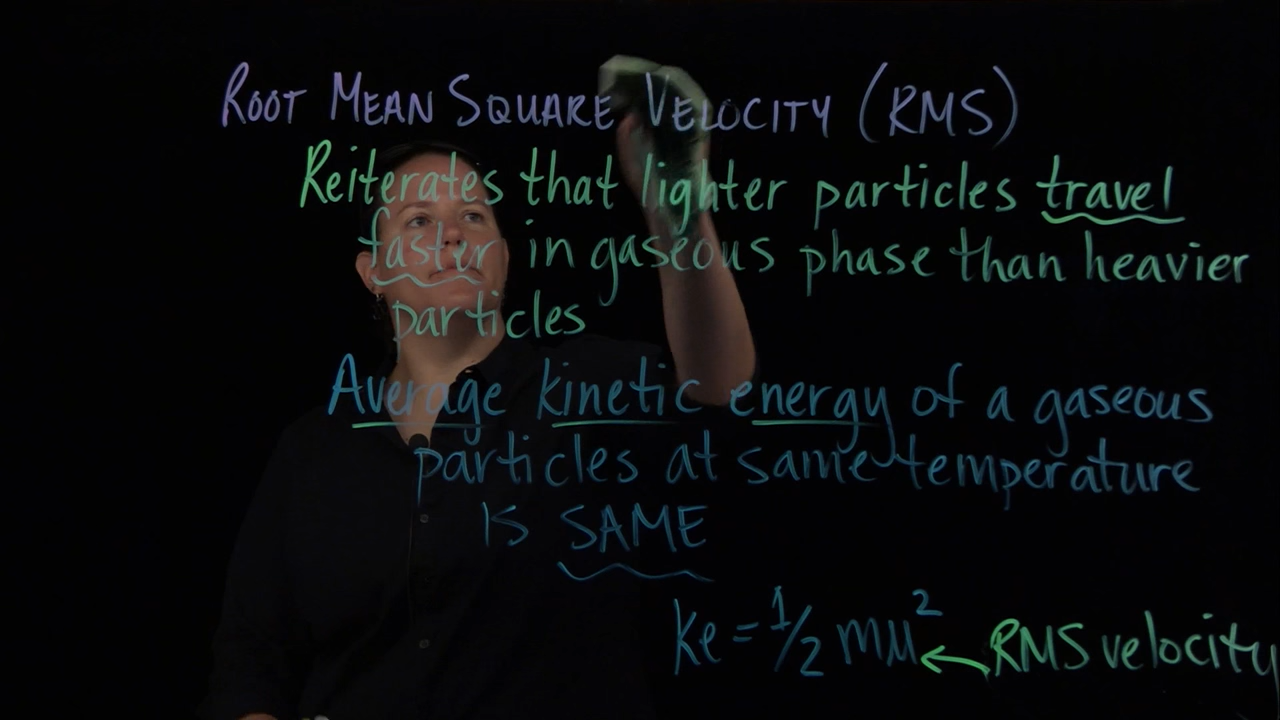 ROOT MEAN SQUARE VELOCITY (RMS)
Reiterates that lighter particles travel
faster in gaseous phase than heavier
particles
Average kinetic energy of a gaseous
particles at same temperature
IS SAME
Ke = 1/2 mμ² ← RMS velocity